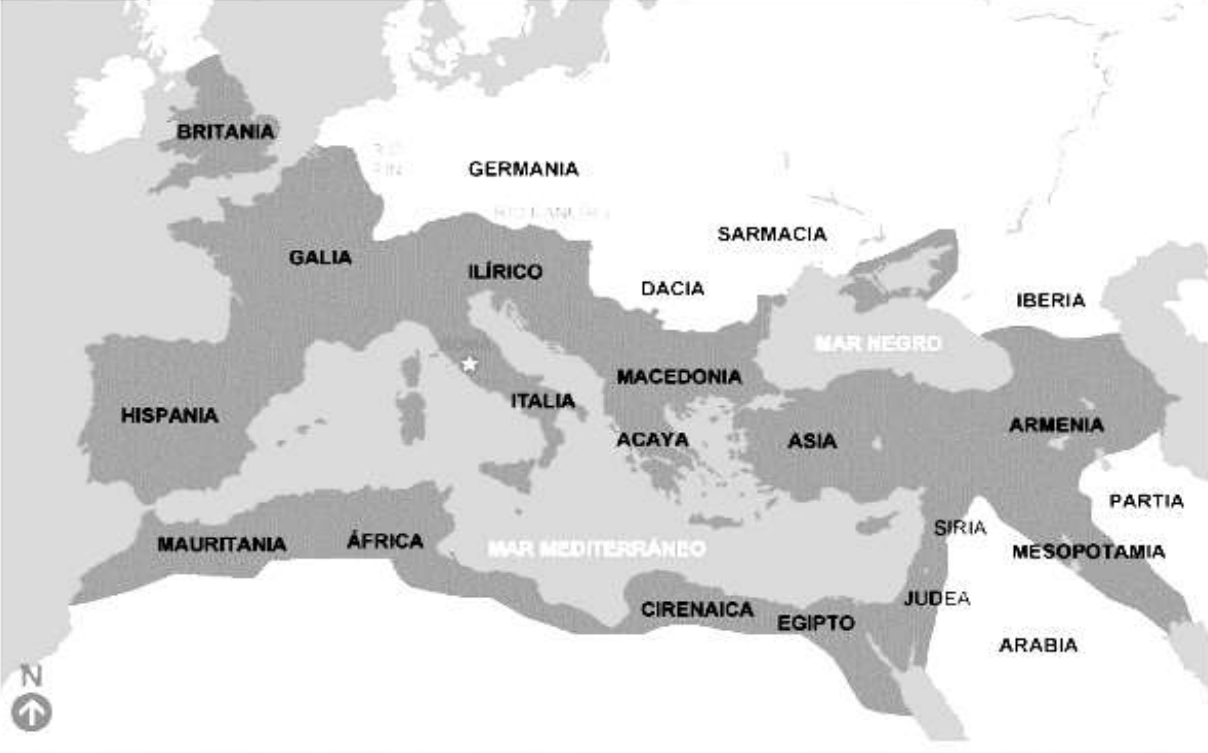 BRITANIA
GERMANIA
SARMACIA
GALIA
ILÍRICO
DACIA
IBERIA
MAR NEGRO
MACEDONIA
HISPANIA
ITALIA
ACAYA
ASIA
ARMENIA
PARTIA
SIRIA
MAURITANIA
ÁFRICA
MAR MEDITERRÁNEO
MESOPOTAMIA
JUDEA
CIRENAICA
EGIPTO
ARABIA
N